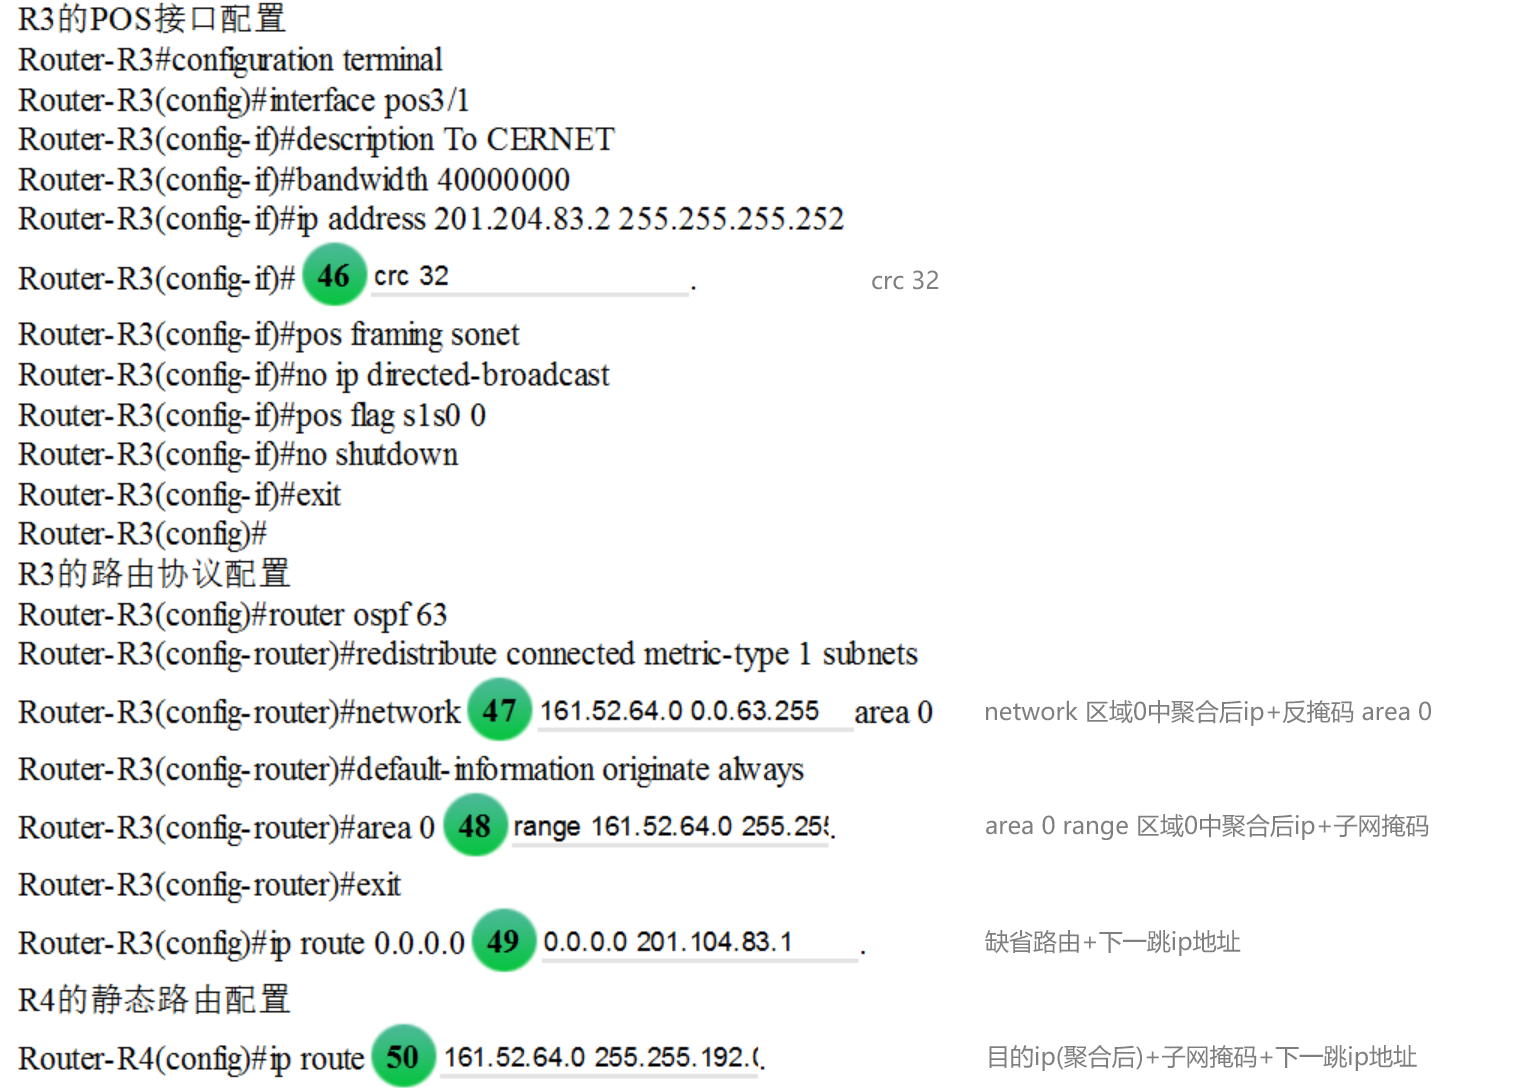 R3的POS接口配置
Router-R3#configuration terminal
Router-R3(config)#interface pos3/1
Router-R3(config-if)#description To CERNET
Router-R3(config-if)#bandwidth 40000000
Router-R3(config-if)#ip address 201.204.83.2 255.255.255.252
Router-R3(config-if)# 46 crc 32 . crc 32
Router-R3(config-if)#pos framing sonet
Router-R3(config-if)#no ip directed-broadcast
Router-R3(config-if)#pos flag s1s0 0
Router-R3(config-if)#no shutdown
Router-R3(config-if)#exit
Router-R3(config)#
R3的路由协议配置
Router-R3(config)#router ospf 63
Router-R3(config-router)#redistribute connected metric-type 1 subnets
Router-R3(config-router)#network 47 161.52.64.0 0.0.63.255 area 0 network 区域0中聚合后ip+反掩码 area 0
Router-R3(config-router)#default-information originate always
Router-R3(config-router)#area 0 48 range 161.52.64.0 255.255. area 0 range 区域0中聚合后ip+子网掩码
Router-R3(config-router)#exit
Router-R3(config)#ip route 0.0.0.0 49 0.0.0.0 201.104.83.1 . 缺省路由+下一跳ip地址
R4的静态路由配置
Router-R4(config)#ip route 50 161.52.64.0 255.255.192.0. 目的ip(聚合后)+子网掩码+下一跳ip地址